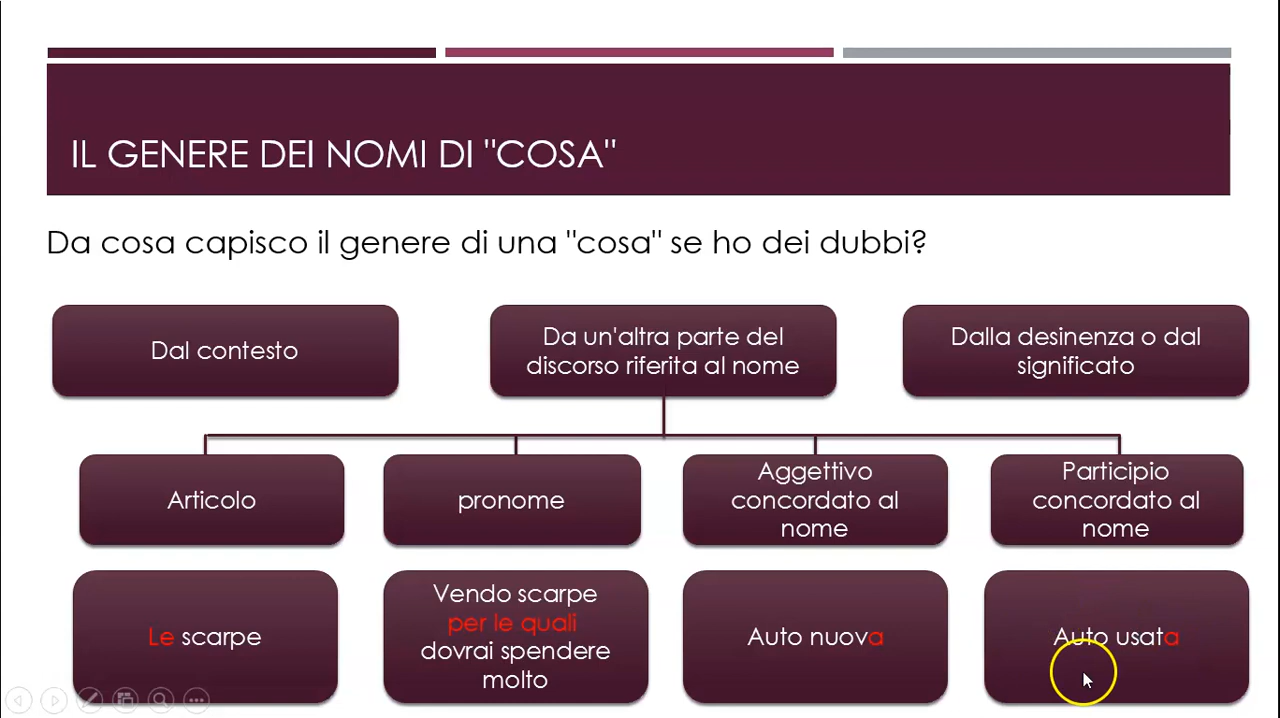 IL GENERE DEI NOMI DI "COSA"
Da cosa capisco il genere di una "cosa" se ho dei dubbi?
Dal contesto
Da un'altra parte del
discorso riferita al nome
Dalla desinenza o dal
significato
Articolo
pronome
Aggettivo
concordato al
nome
Participio
concordato al
nome
Le scarpe
Vendo scarpe
per le quali
dovrai spendere
molto
Auto nuova
Auto usata